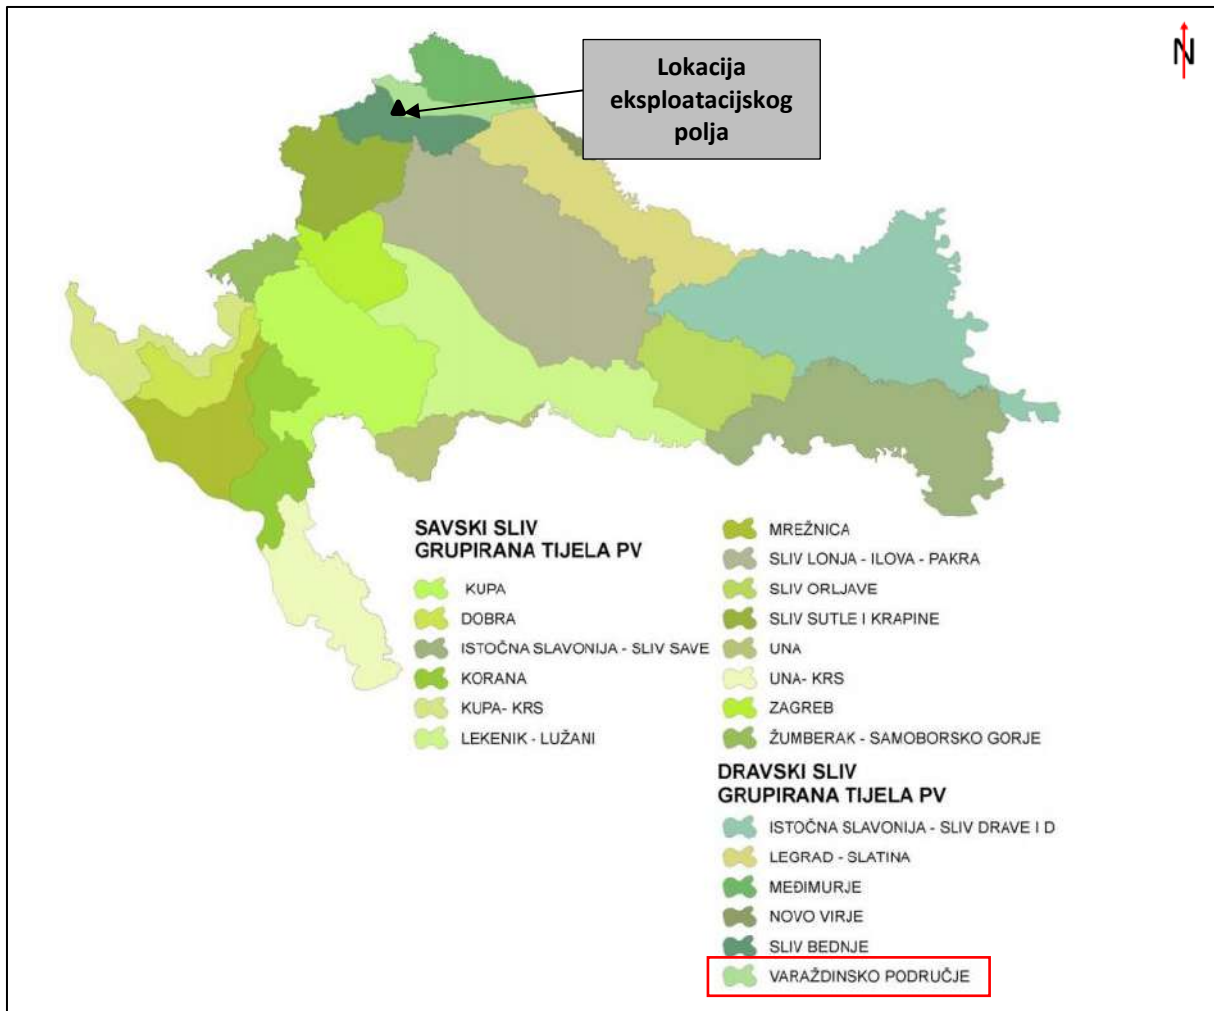 Lokacija
eksploatacijskog
polja
N
SAVSKI SLIV
GRUPIRANA TIJELA PV
KUPA
DOBRA
ISTOČNA SLAVONIJA - SLIV SAVE
KORANA
KUPA- KRS
LEKENIK - LUŽANI
MREŽNICA
SLIV LONJA - ILOVA - PAKRA
SLIV ORLJAVE
SLIV SUTLE I KRAPINE
UNA
UNA- KRS
ZAGREB
ŽUMBERAK - SAMOBORSKO GORJE
DRAVSKI SLIV
GRUPIRANA TIJELA PV
ISTOČNA SLAVONIJA - SLIV DRAVE I D
LEGRAD - SLATINA
MEĐIMURJE
NOVO VIRJE
SLIV BEDNJE
VARAŽDINSKO PODRUČJE